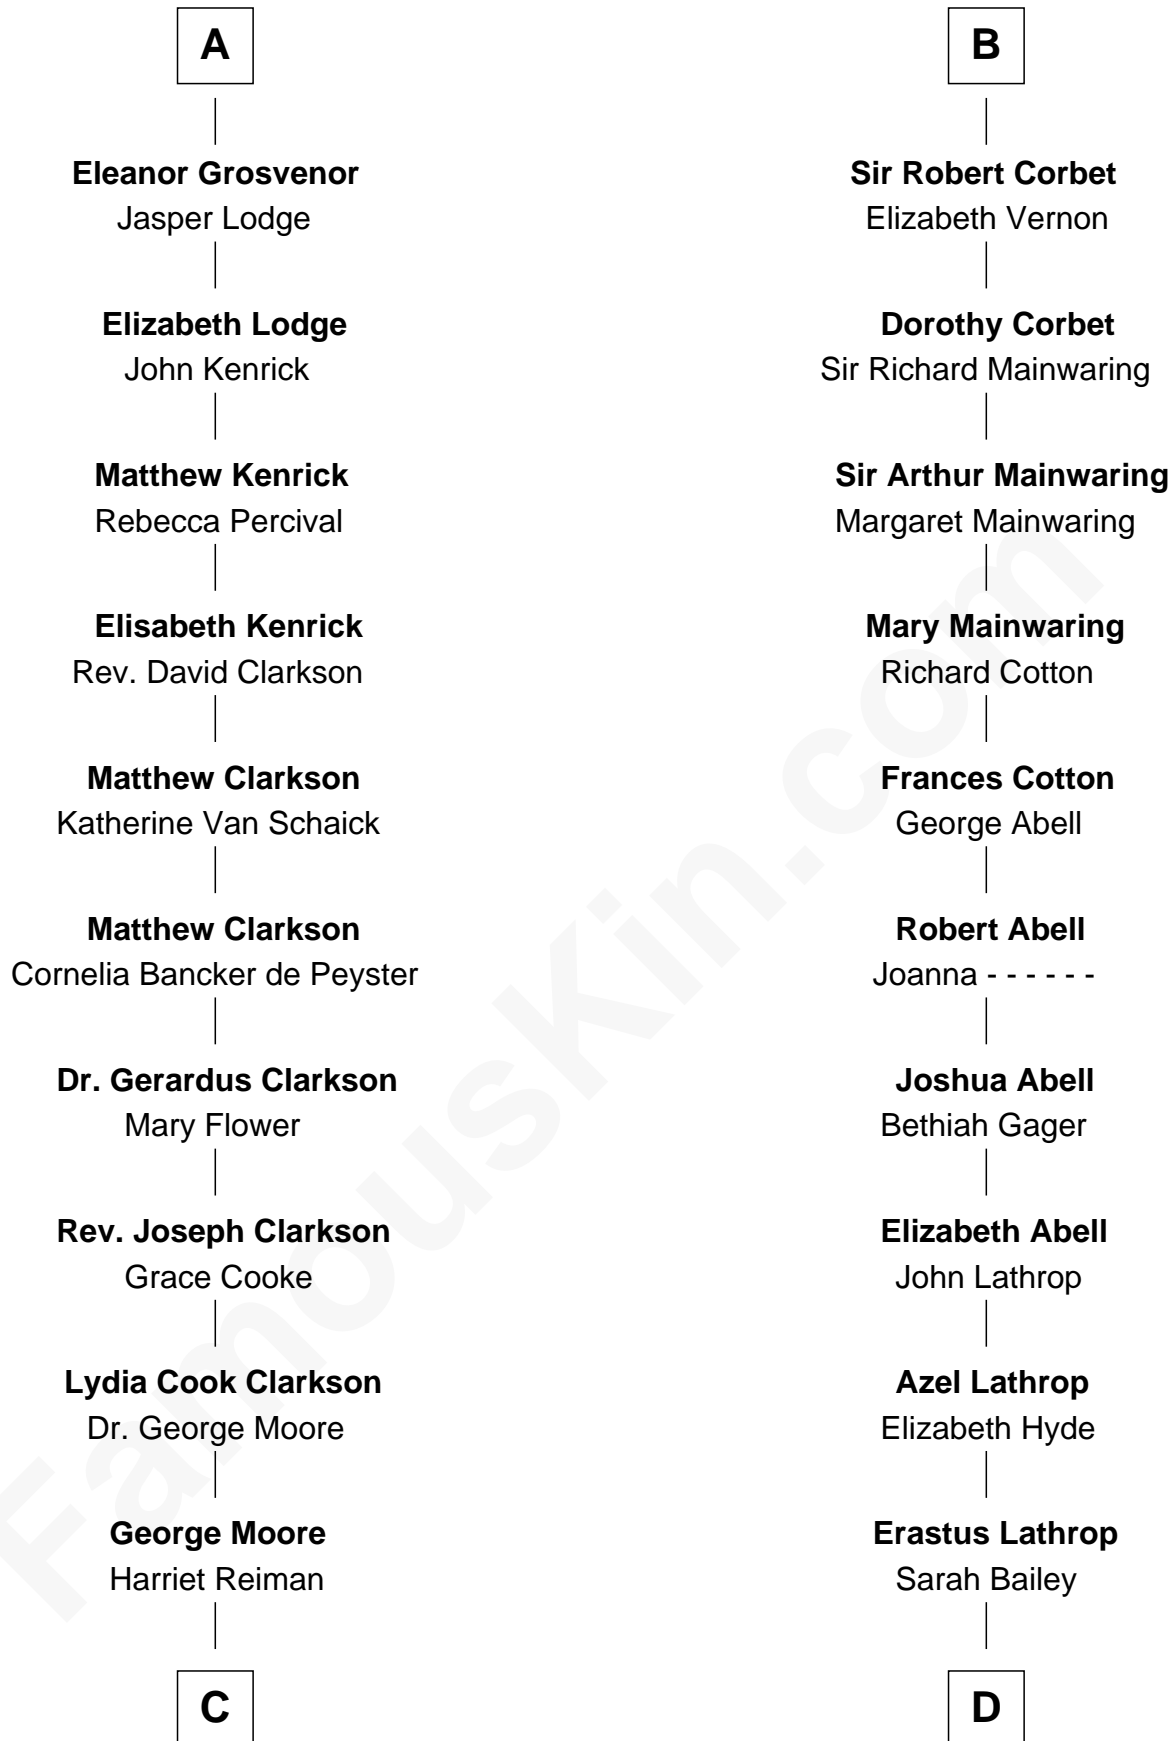 A
Eleanor Grosvenor
Jasper Lodge
Elizabeth Lodge
John Kenrick
Matthew Kenrick
Rebecca Percival
Elisabeth Kenrick
Rev. David Clarkson
Matthew Clarkson
Katherine Van Schaick
Matthew Clarkson
Cornelia Bancker de Peyster
Dr. Gerardus Clarkson
Mary Flower
Rev. Joseph Clarkson
Grace Cooke
Lydia Cook Clarkson
Dr. George Moore
George Moore
Harriet Reiman
C
B
Sir Robert Corbet
Elizabeth Vernon
Dorothy Corbet
Sir Richard Mainwaring
Sir Arthur Mainwaring
Margaret Mainwaring
Mary Mainwaring
Richard Cotton
Frances Cotton
George Abell
Robert Abell
Joanna - - - - - -
Joshua Abell
Bethiah Gager
Elizabeth Abell
John Lathrop
Azel Lathrop
Elizabeth Hyde
Erastus Lathrop
Sarah Bailey
D
FamousKin.com